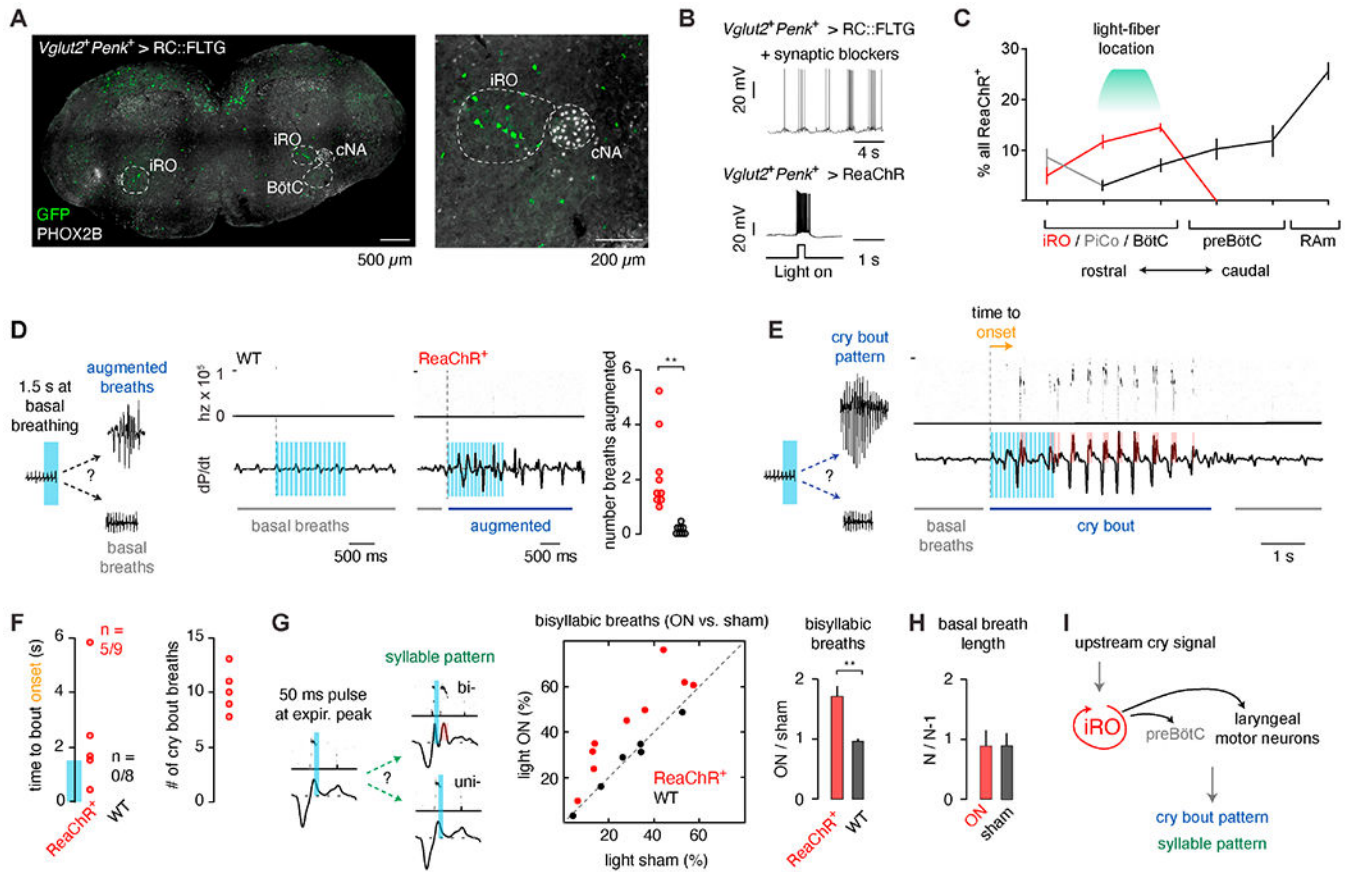 A
Vglut2+Penk+ > RC::FLTG
iRO
iRO
cNA
BötC
GFP
PHOX2B
500 µm
iRO
cNA
200 µm
B
Vglut2+Penk+ > RC::FLTG
+ synaptic blockers
20 mV
4 s
Vglut2+Penk+ > ReaChR
20 mV
Light on
1 s
C
light-fiber
location
% all ReaChR+
30
20
10
iRO / PiCo / BötC
preBötC
RAm
rostral
caudal
D
1.5 s at
basal
breathing
augmented
breaths
?
basal
breaths
WT
ReaChR+
hz x 10⁵
1
0
dP/dt
basal breaths
augmented
500 ms
500 ms
number breaths augmented
**
6
4
2
0
E
cry bout
pattern
?
time to
onset
1
0
basal
breaths
cry bout
1 s
F
time to bout onset (s)
6
4
2
0
n =
5/9
n =
0/8
ReaChR+
WT
# of cry bout breaths
15
10
5
0
G
50 ms pulse
at expir. peak
?
syllable pattern
bi-
uni-
bisyllabic breaths (ON vs. sham)
light ON (%)
60
40
20
0
ReaChR+
WT
0
20
40
60
light sham (%)
bisyllabic
breaths
**
ON / sham
2
1
0
ReaChR+
WT
H
basal breath
length
N / N-1
2
1
0
ON
sham
I
upstream cry signal
iRO
preBötC
laryngeal
motor neurons
cry bout pattern
syllable pattern